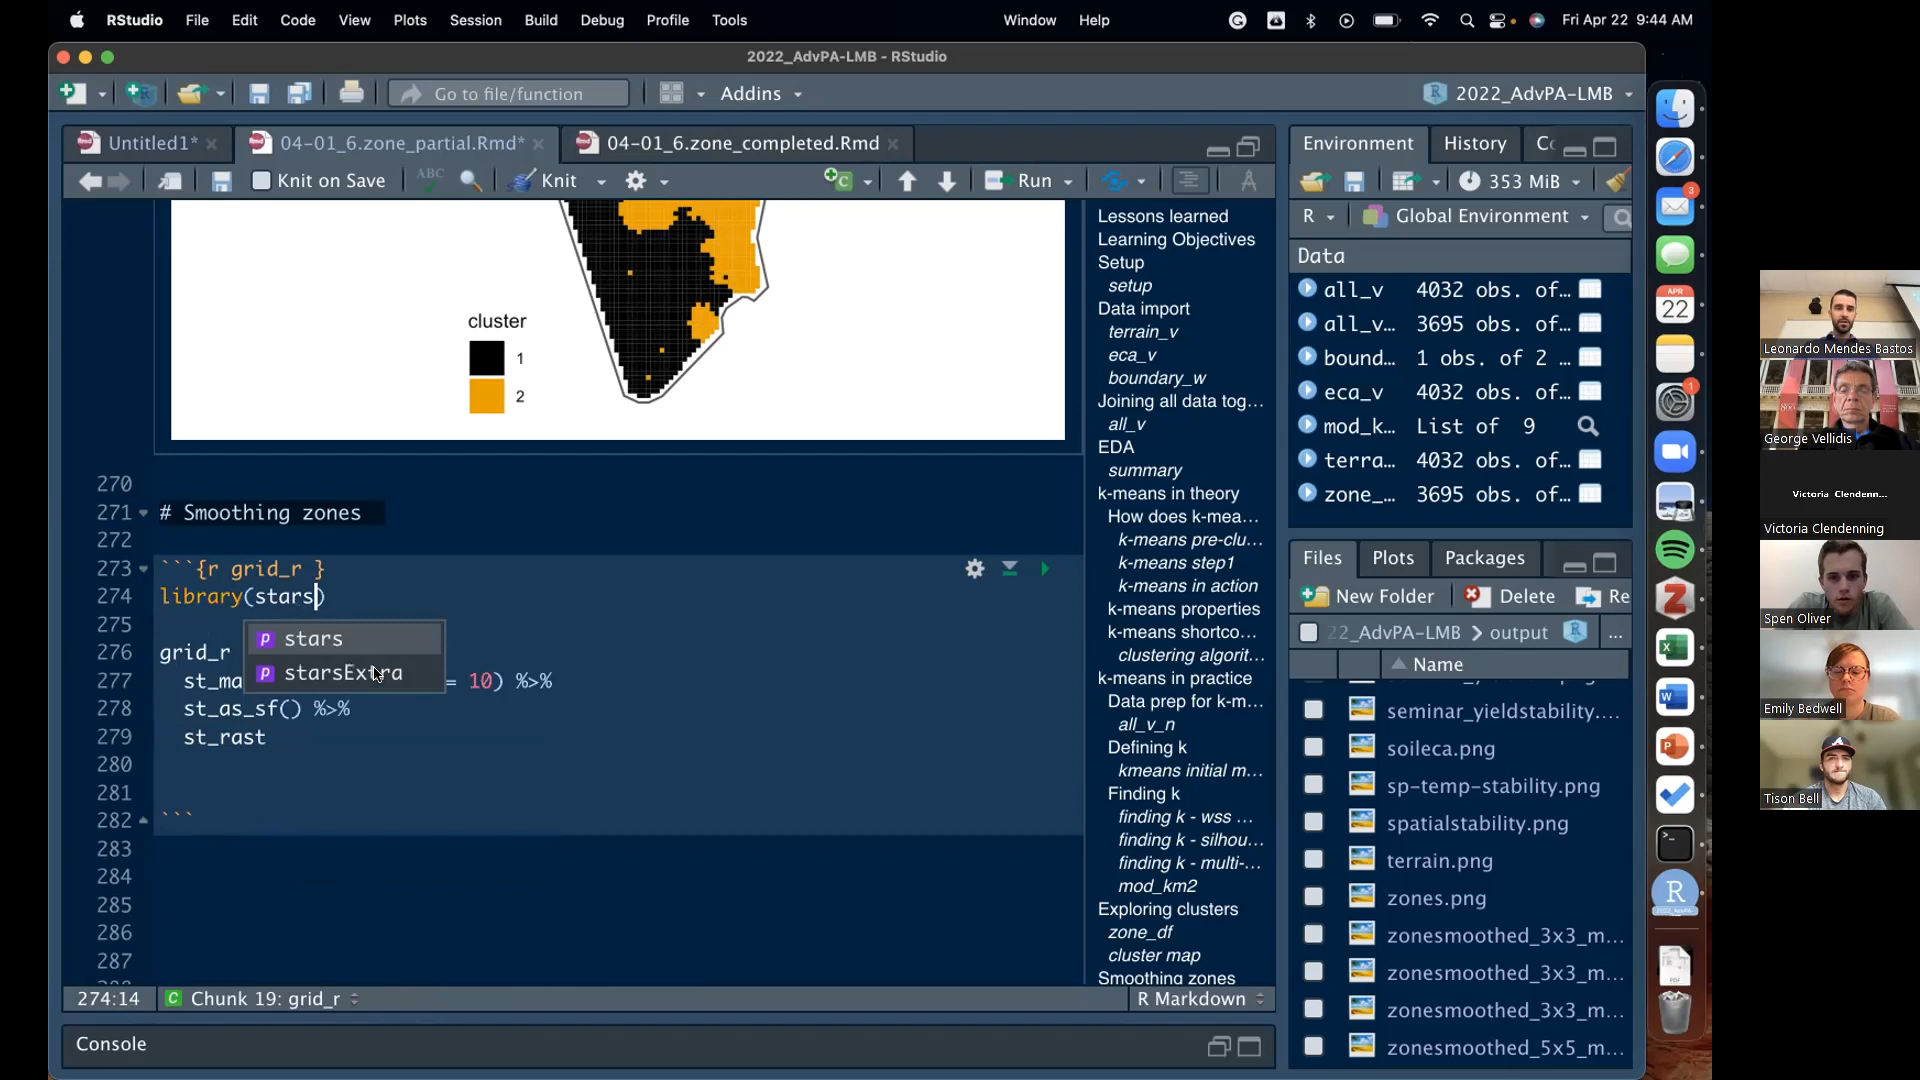 RStudio File Edit Code View Plots Session Build Debug Profile Tools Window Help Fri Apr 22 9:44 AM
2022_AdvPA-LMB - RStudio
Go to file/function Addins 2022_AdvPA-LMB
Untitled1* 04-01_6.zone_partial.Rmd* 04-01_6.zone_completed.Rmd
Knit on Save ABC Knit Run
cluster
1
2
270
271 # Smoothing zones
272
273 ```{r grid_r }
274 library(stars)
275
276 grid_r
277 st_ma = 10) %>%
278 st_as_sf() %>%
279 st_rast
280
281
282 ```
283
284
285
286
287
stars
starsExtra
274:14 Chunk 19: grid_r R Markdown
Console
Lessons learned
Learning Objectives
Setup
setup
Data import
terrain_v
eca_v
boundary_w
Joining all data tog…
all_v
EDA
summary
k-means in theory
How does k-mea…
k-means pre-clu…
k-means step1
k-means in action
k-means properties
k-means shortco…
clustering algorit…
k-means in practice
Data prep for k-m…
all_v_n
Defining k
kmeans initial m…
Finding k
finding k - wss …
finding k - silhou…
finding k - multi-…
mod_km2
Exploring clusters
zone_df
cluster map
Smoothing zones
Environment History
353 MiB
R Global Environment
Data
all_v 4032 obs. of…
all_v… 3695 obs. of…
bound… 1 obs. of 2 …
eca_v 4032 obs. of…
mod_k… List of 9
terra… 4032 obs. of…
zone_… 3695 obs. of…
Files Plots Packages
New Folder Delete Re
22_AdvPA-LMB output ...
Name
seminar_yieldstability.…
soileca.png
sp-temp-stability.png
spatialstability.png
terrain.png
zones.png
zonesmoothed_3x3_m…
zonesmoothed_3x3_m…
zonesmoothed_3x3_m…
zonesmoothed_5x5_m…
3
APR
22
1
Leonardo Mendes Bastos
George Vellidis
Victoria Clendenn...
Victoria Clendenning
Spen Oliver
Emily Bedwell
Tison Bell